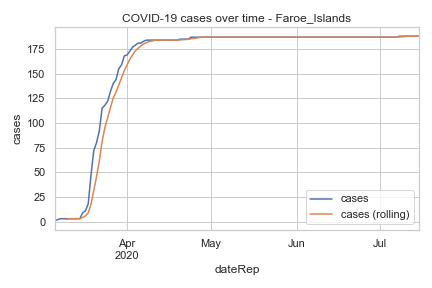 COVID-19 cases over time - Faroe_Islands
cases
175
150
125
100
75
50
25
0
cases
cases (rolling)
Apr
2020
May
Jun
Jul
dateRep